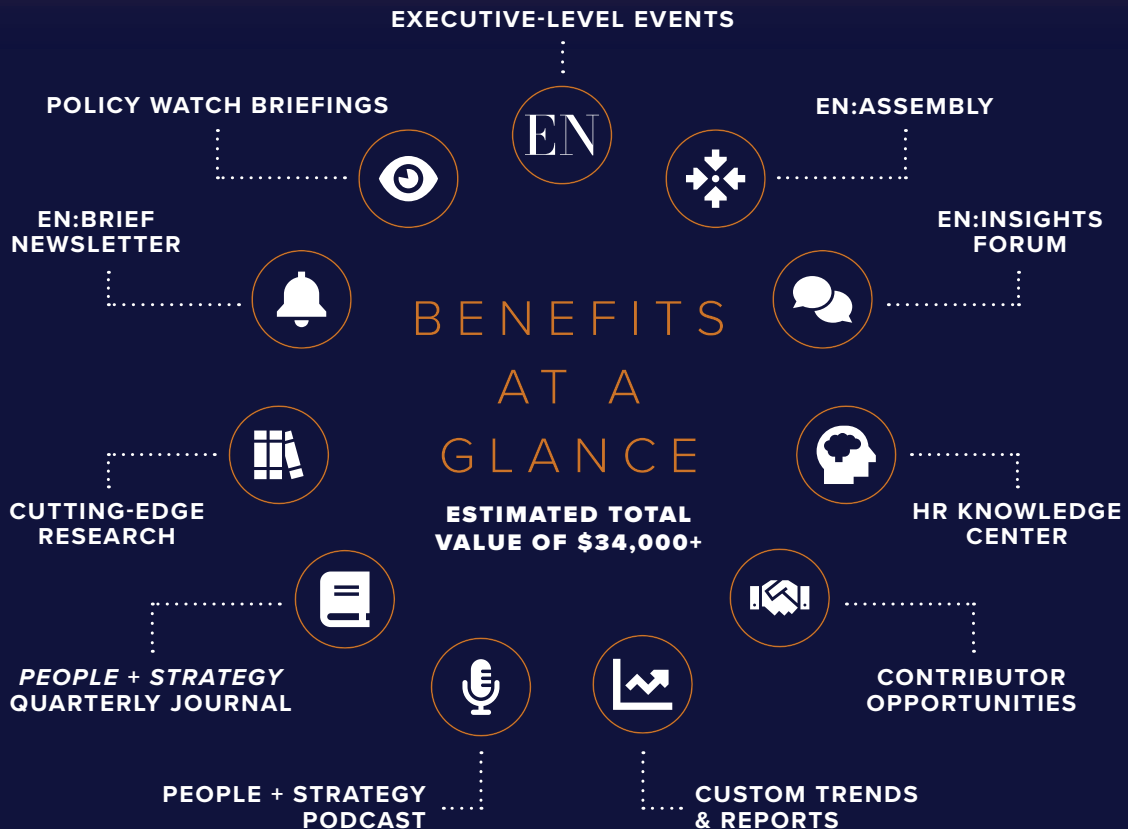 EXECUTIVE-LEVEL EVENTS
POLICY WATCH BRIEFINGS
EN:ASSEMBLY
EN
EN:BRIEF
NEWSLETTER
EN:INSIGHTS
FORUM
BENEFITS
AT A
GLANCE
ESTIMATED TOTAL
VALUE OF $34,000+
CUTTING-EDGE
RESEARCH
HR KNOWLEDGE
CENTER
PEOPLE + STRATEGY
QUARTERLY JOURNAL
CONTRIBUTOR
OPPORTUNITIES
PEOPLE + STRATEGY
PODCAST
CUSTOM TRENDS
& REPORTS